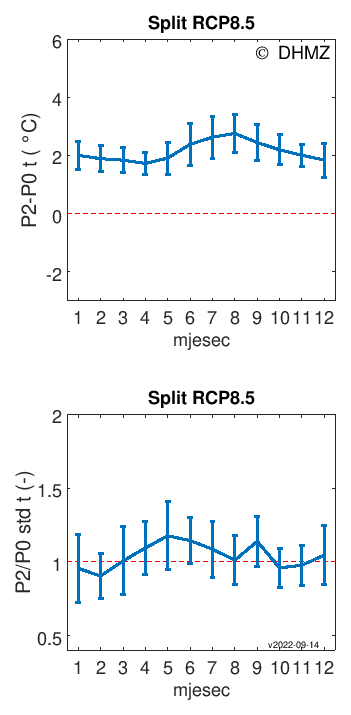 Split RCP8.5
© DHMZ
P2-P0 t ( °C)
6
4
2
0
-2
1 2 3 4 5 6 7 8 9 10 11 12
mjesec
Split RCP8.5
P2/P0 std t (-)
2
1.5
1
0.5
v2022-09-14
1 2 3 4 5 6 7 8 9 10 11 12
mjesec